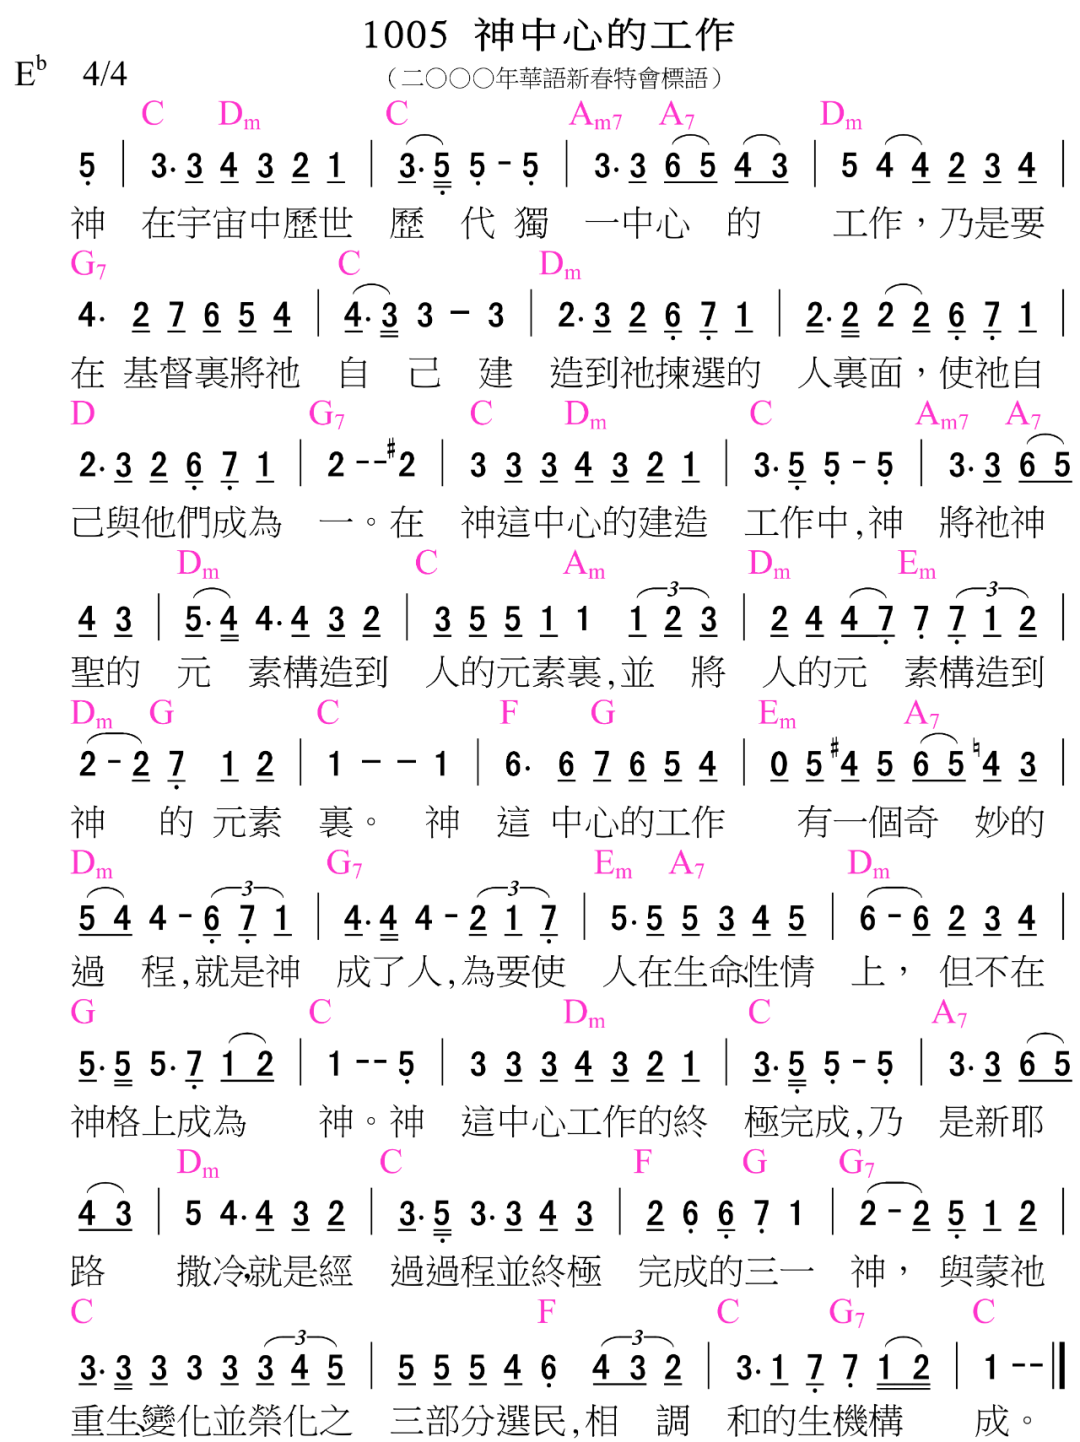 1005 神中心的工作
E♭ 4/4 （二〇〇〇年華語新春特會標語）
C Dm C Am7 A7 Dm
5 | 3. 3 4 3 2 1 | 3. 5 5 - 5 | 3. 3 6 5 4 3 | 5 4 4 2 3 4 |
神 在宇宙中歷世 歷 代 獨 一中心 的 工作，乃是要
G7 C Dm
4. 2 7 6 5 4 | 4. 3 3 – 3 | 2. 3 2 6 7 1 | 2. 2 2 2 6 7 1 |
在 基督裏將祂 自 己 建 造到祂揀選的 人裏面，使祂自
D G7 C Dm C Am7 A7
2. 3 2 6 7 1 | 2 - - #2 | 3 3 3 4 3 2 1 | 3. 5 5 - 5 | 3. 3 6 5
己與他們成為 一。在 神這中心的建造 工作中,神 將祂神
Dm C Am Dm Em
4 3 | 5. 4 4. 4 3 2 | 3 5 5 1 1 1 2 3 (3) | 2 4 4 7 7 7 1 2 (3) |
聖的 元 素構造到 人的元素裏,並 將 人的元 素構造到
Dm G C F G Em A7
2 - 2 7 1 2 | 1 – – 1 | 6. 6 7 6 5 4 | 0 5 #4 5 6 5 ♮4 3 |
神 的 元素 裏。 神 這 中心的工作 有一個奇 妙的
Dm G7 Em A7 Dm
5 4 4 - 6 7 1 (3) | 4. 4 4 - 2 1 7 (3) | 5. 5 5 3 4 5 | 6 - 6 2 3 4 |
過 程,就是神 成了人,為要使 人在生命、性情 上， 但不在
G C Dm C A7
5. 5 5. 7 1 2 | 1 - - 5 | 3 3 3 4 3 2 1 | 3. 5 5 - 5 | 3. 3 6 5
神格上成為 神。神 這中心工作的終 極完成,乃 是新耶
Dm C F G G7
4 3 | 5 4. 4 3 2 | 3. 5 3. 3 4 3 | 2 6 6 7 1 | 2 - 2 5 1 2 |
路 撒冷,就是經 過過程並終極 完成的三一 神， 與蒙祂
C F C G7 C
3. 3 3 3 3 3 4 5 (3) | 5 5 5 4 6 4 3 2 (3) | 3. 1 7 7 1 2 | 1 - - ‖
重生、變化並榮化之 三部分選民,相 調 和的生機構 成。